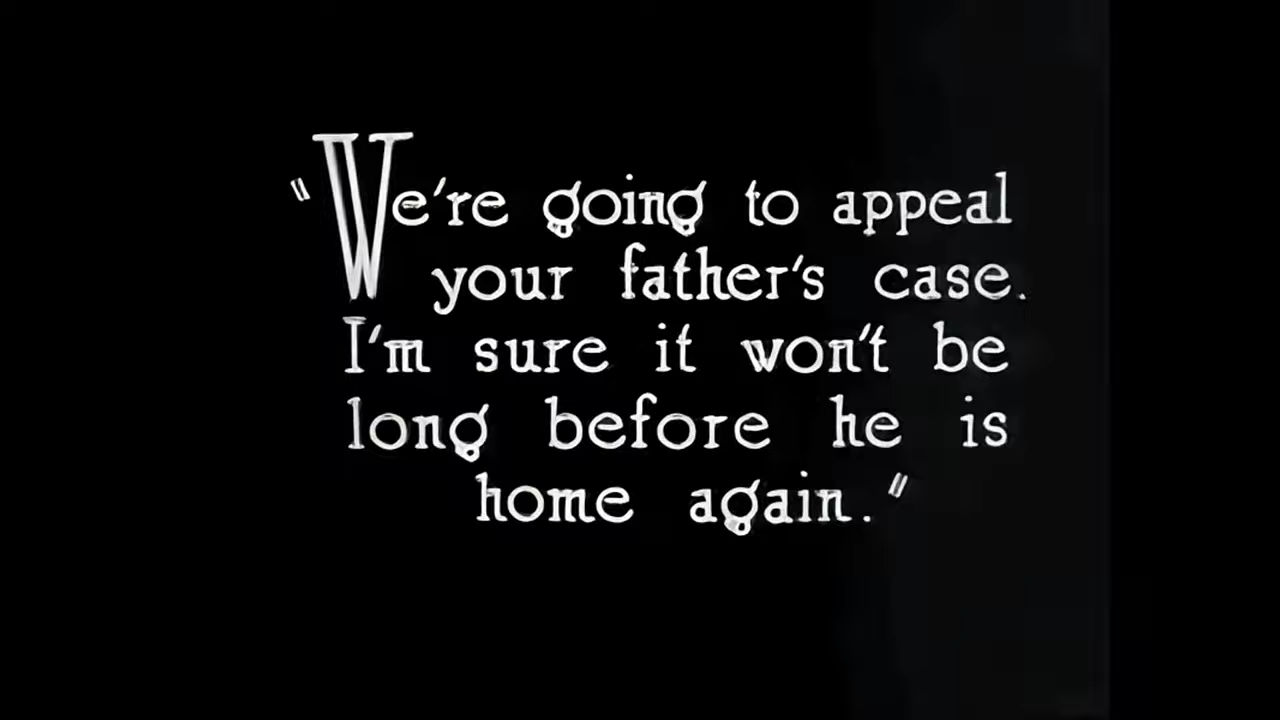 "We're going to appeal
your father's case.
I'm sure it won't be
long before he is
home again."